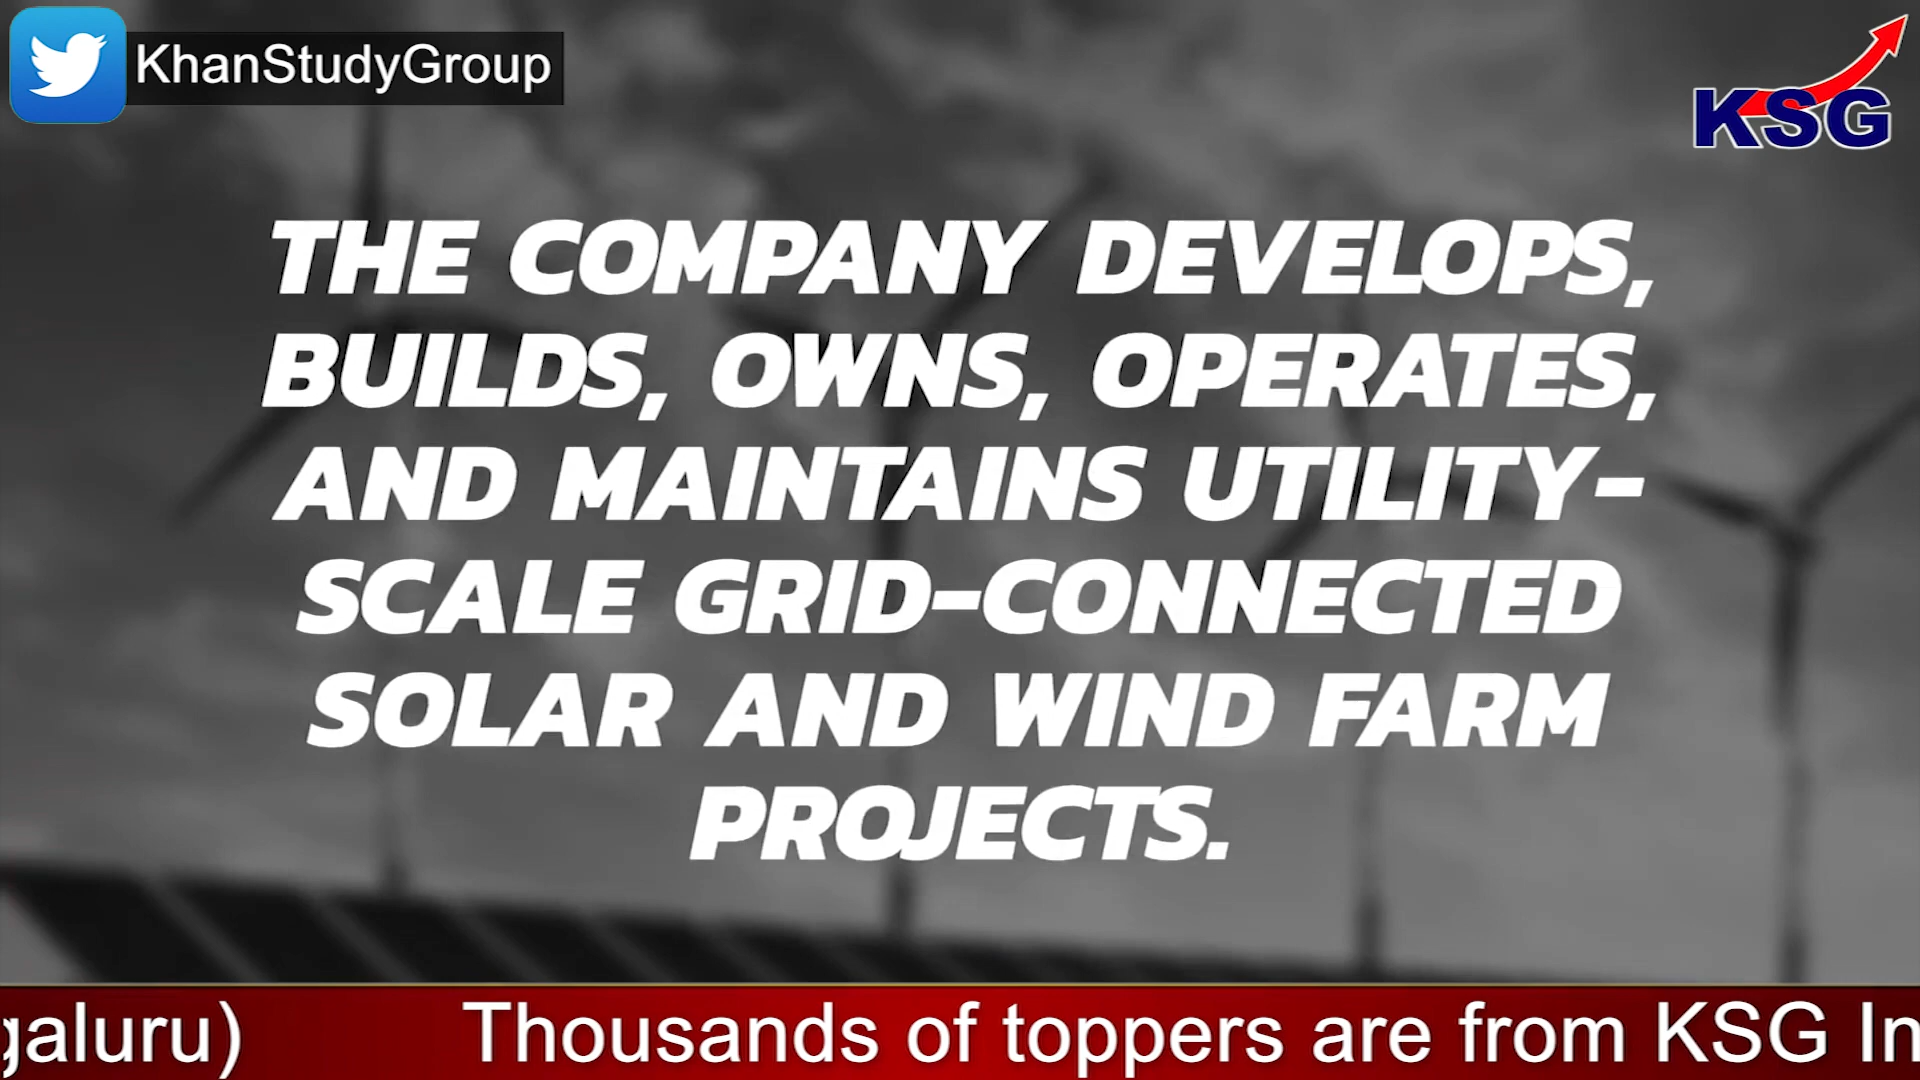 KhanStudyGroup
KSG
THE COMPANY DEVELOPS,
BUILDS, OWNS, OPERATES,
AND MAINTAINS UTILITY-
SCALE GRID-CONNECTED
SOLAR AND WIND FARM
PROJECTS.
galuru) Thousands of toppers are from KSG In